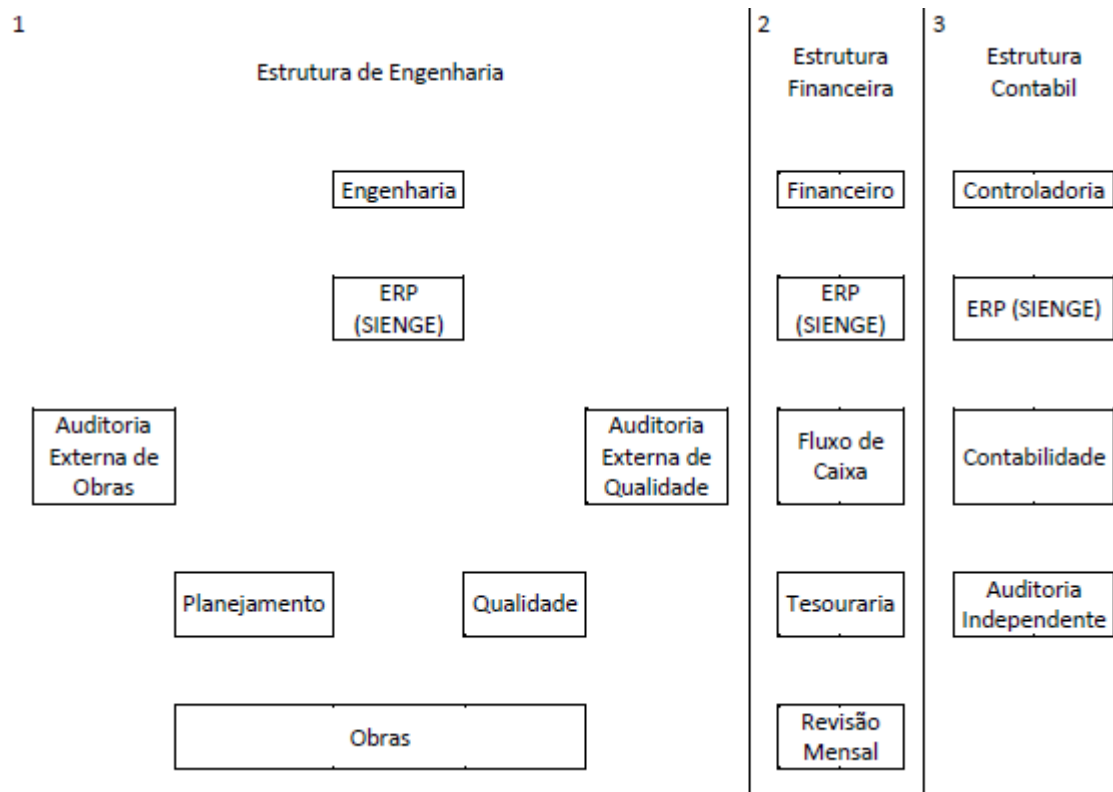 1
Estrutura de Engenharia
Engenharia
ERP
(SIENGE)
Auditoria
Externa de
Obras
Auditoria
Externa de
Qualidade
Planejamento
Qualidade
Obras
2
Estrutura
Financeira
Financeiro
ERP
(SIENGE)
Fluxo de
Caixa
Tesouraria
Revisão
Mensal
3
Estrutura
Contabil
Controladoria
ERP (SIENGE)
Contabilidade
Auditoria
Independente